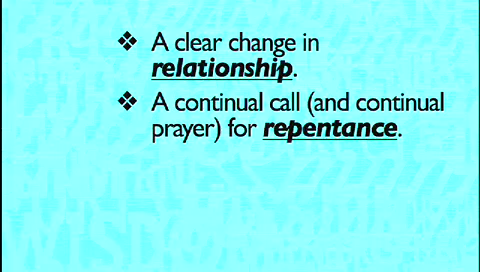 ❖ A clear change in
relationship.
❖ A continual call (and continual
prayer) for repentance.